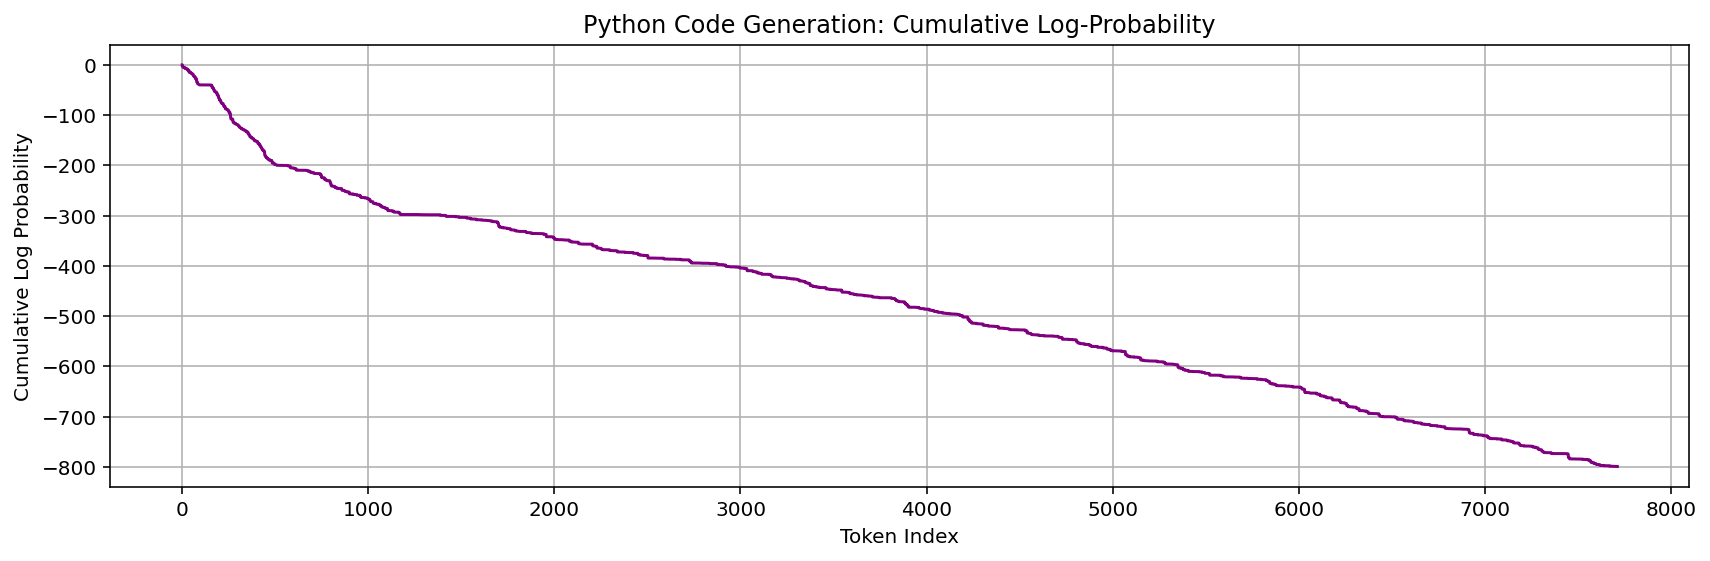 Python Code Generation: Cumulative Log-Probability
Cumulative Log Probability
0
−100
−200
−300
−400
−500
−600
−700
−800
0 1000 2000 3000 4000 5000 6000 7000 8000
Token Index